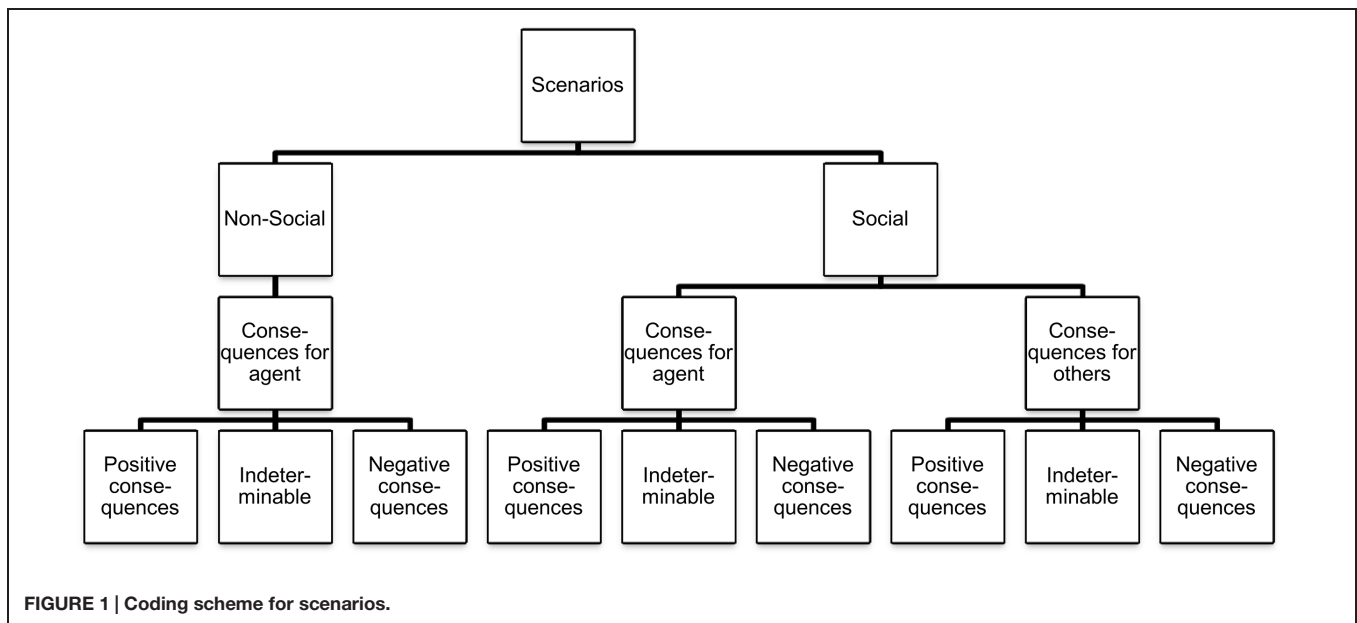 Scenarios
Non-Social
Social
Conse-
quences for
agent
Conse-
quences for
agent
Conse-
quences for
others
Positive
conse-
quences
Indeter-
minable
Negative
conse-
quences
Positive
conse-
quences
Indeter-
minable
Negative
conse-
quences
Positive
conse-
quences
Indeter-
minable
Negative
conse-
quences
FIGURE 1 | Coding scheme for scenarios.